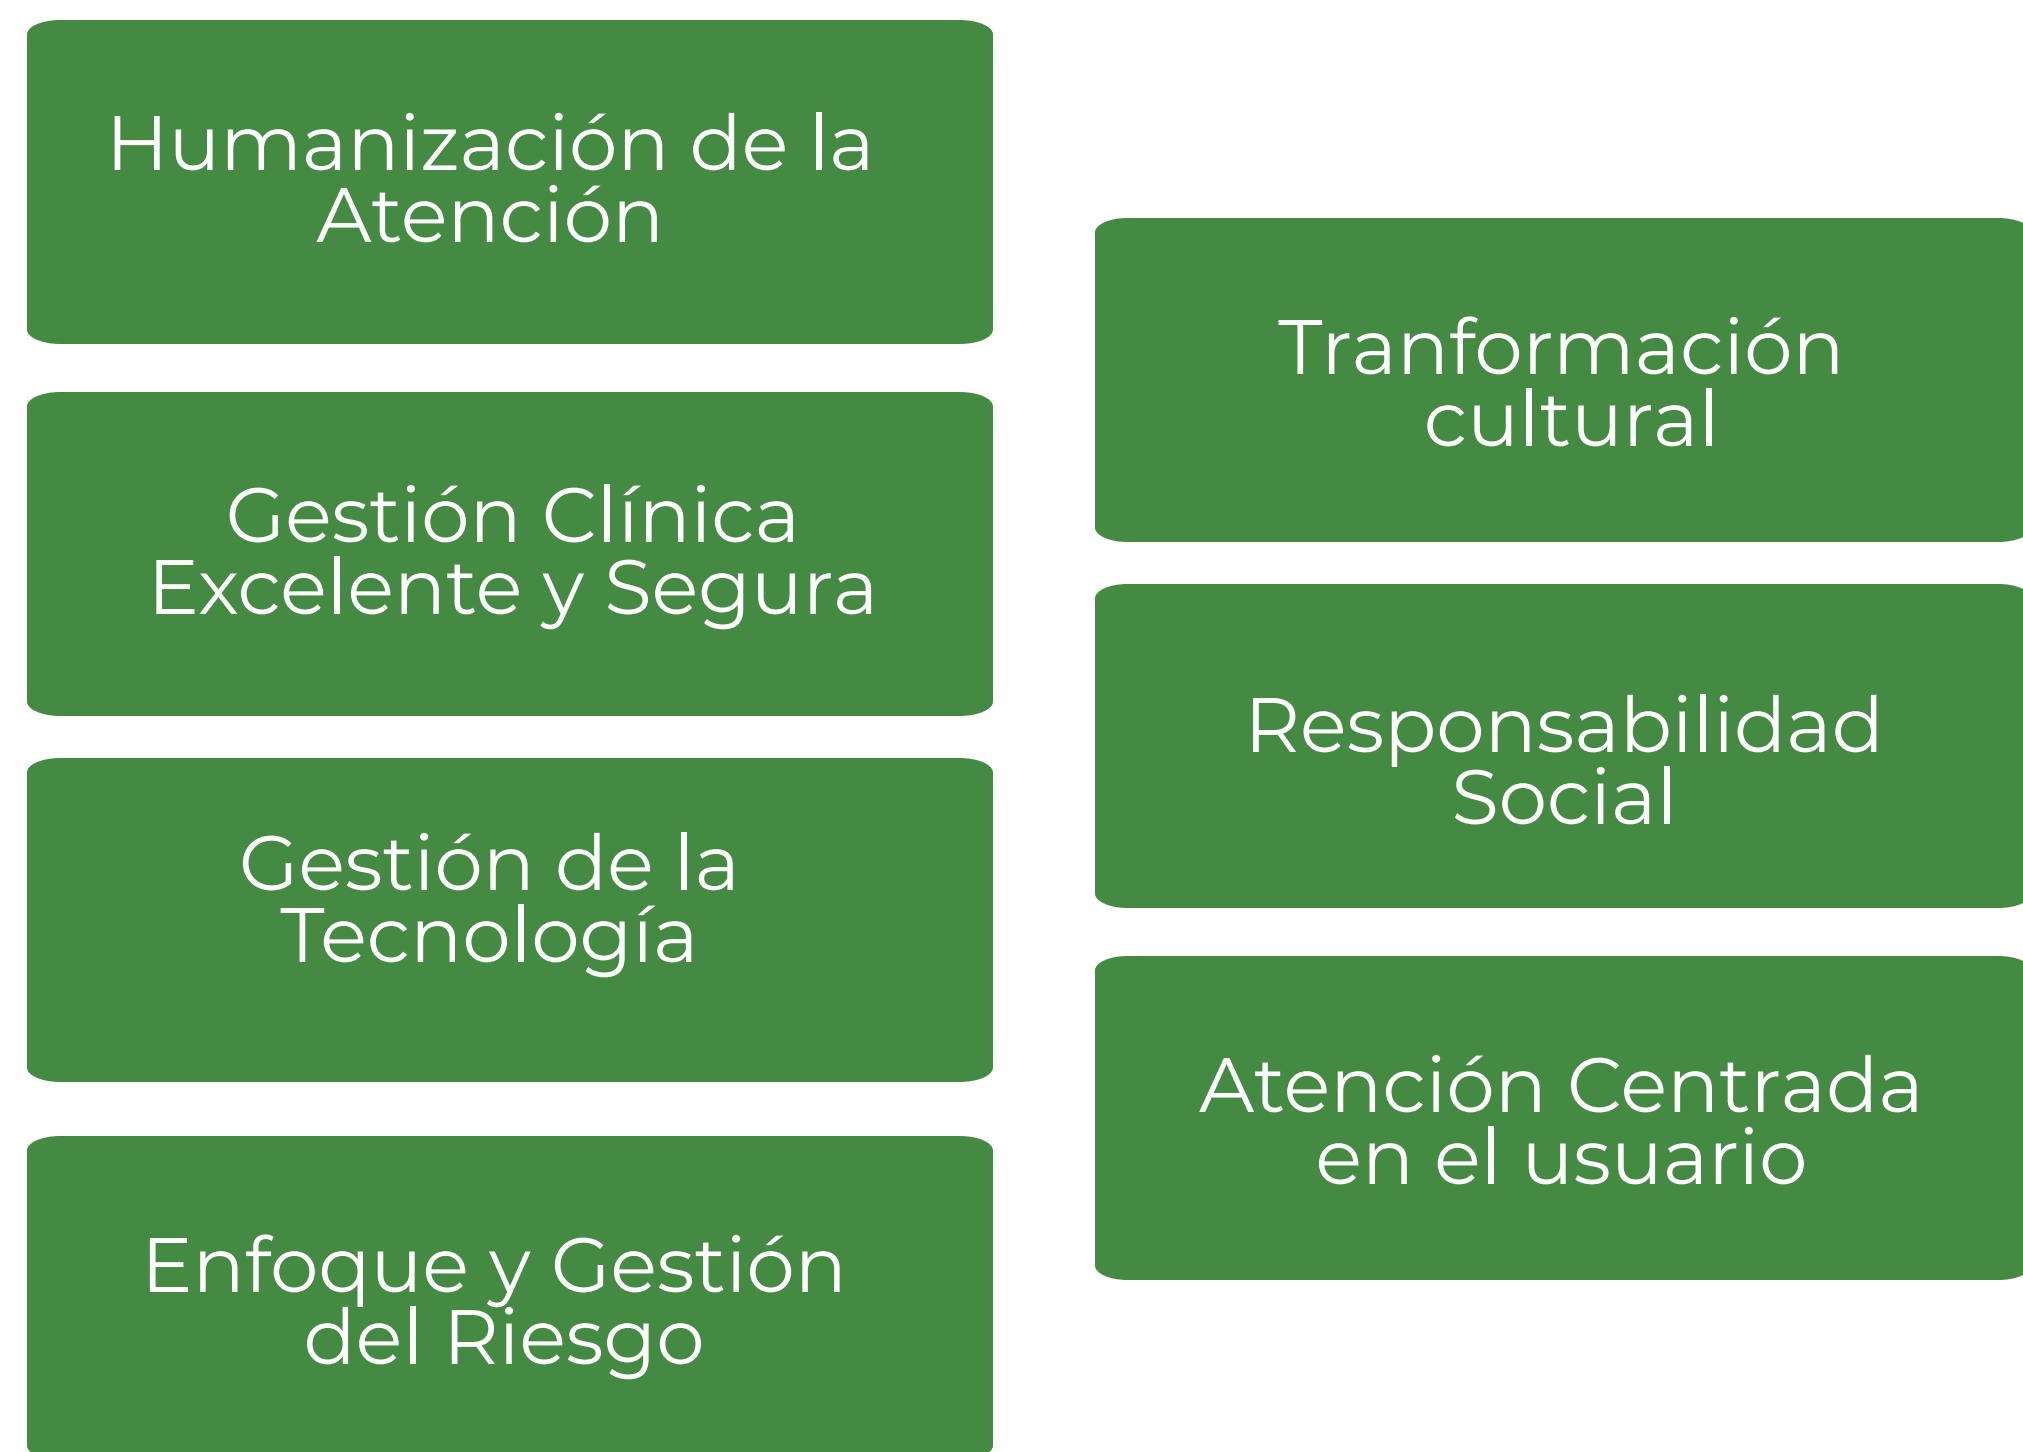 Humanización de la
Atención
Gestión Clínica
Excelente y Segura
Gestión de la
Tecnología
Enfoque y Gestión
del Riesgo
Tranformación
cultural
Responsabilidad
Social
Atención Centrada
en el usuario